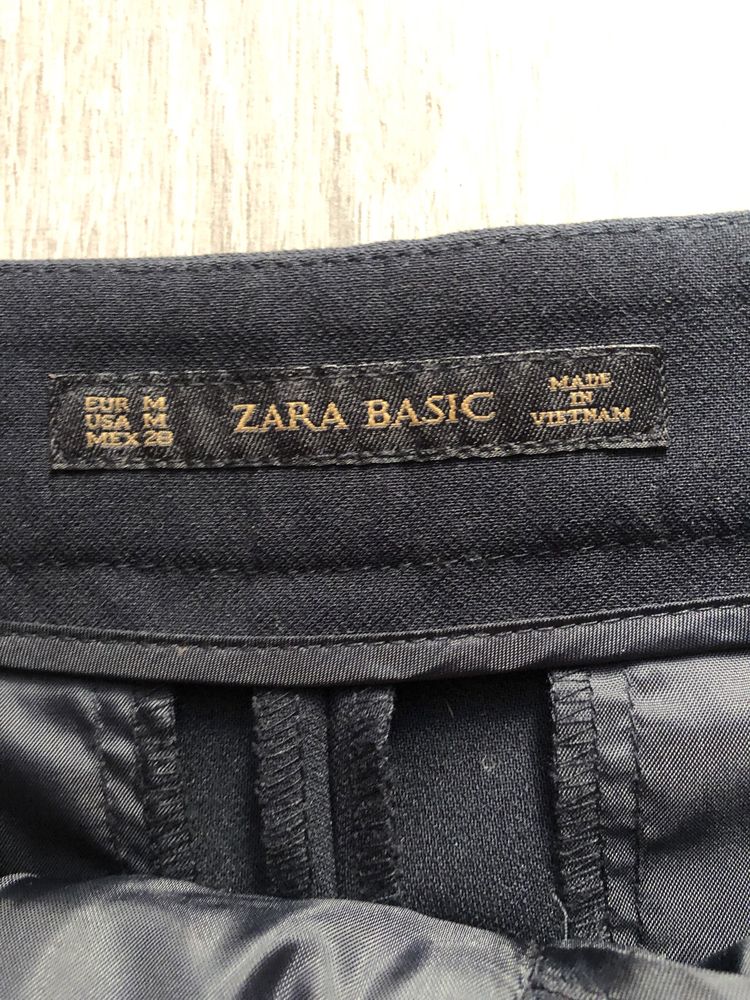 EUR M
USA M
MEX 28
ZARA BASIC
MADE
IN
VIETNAM